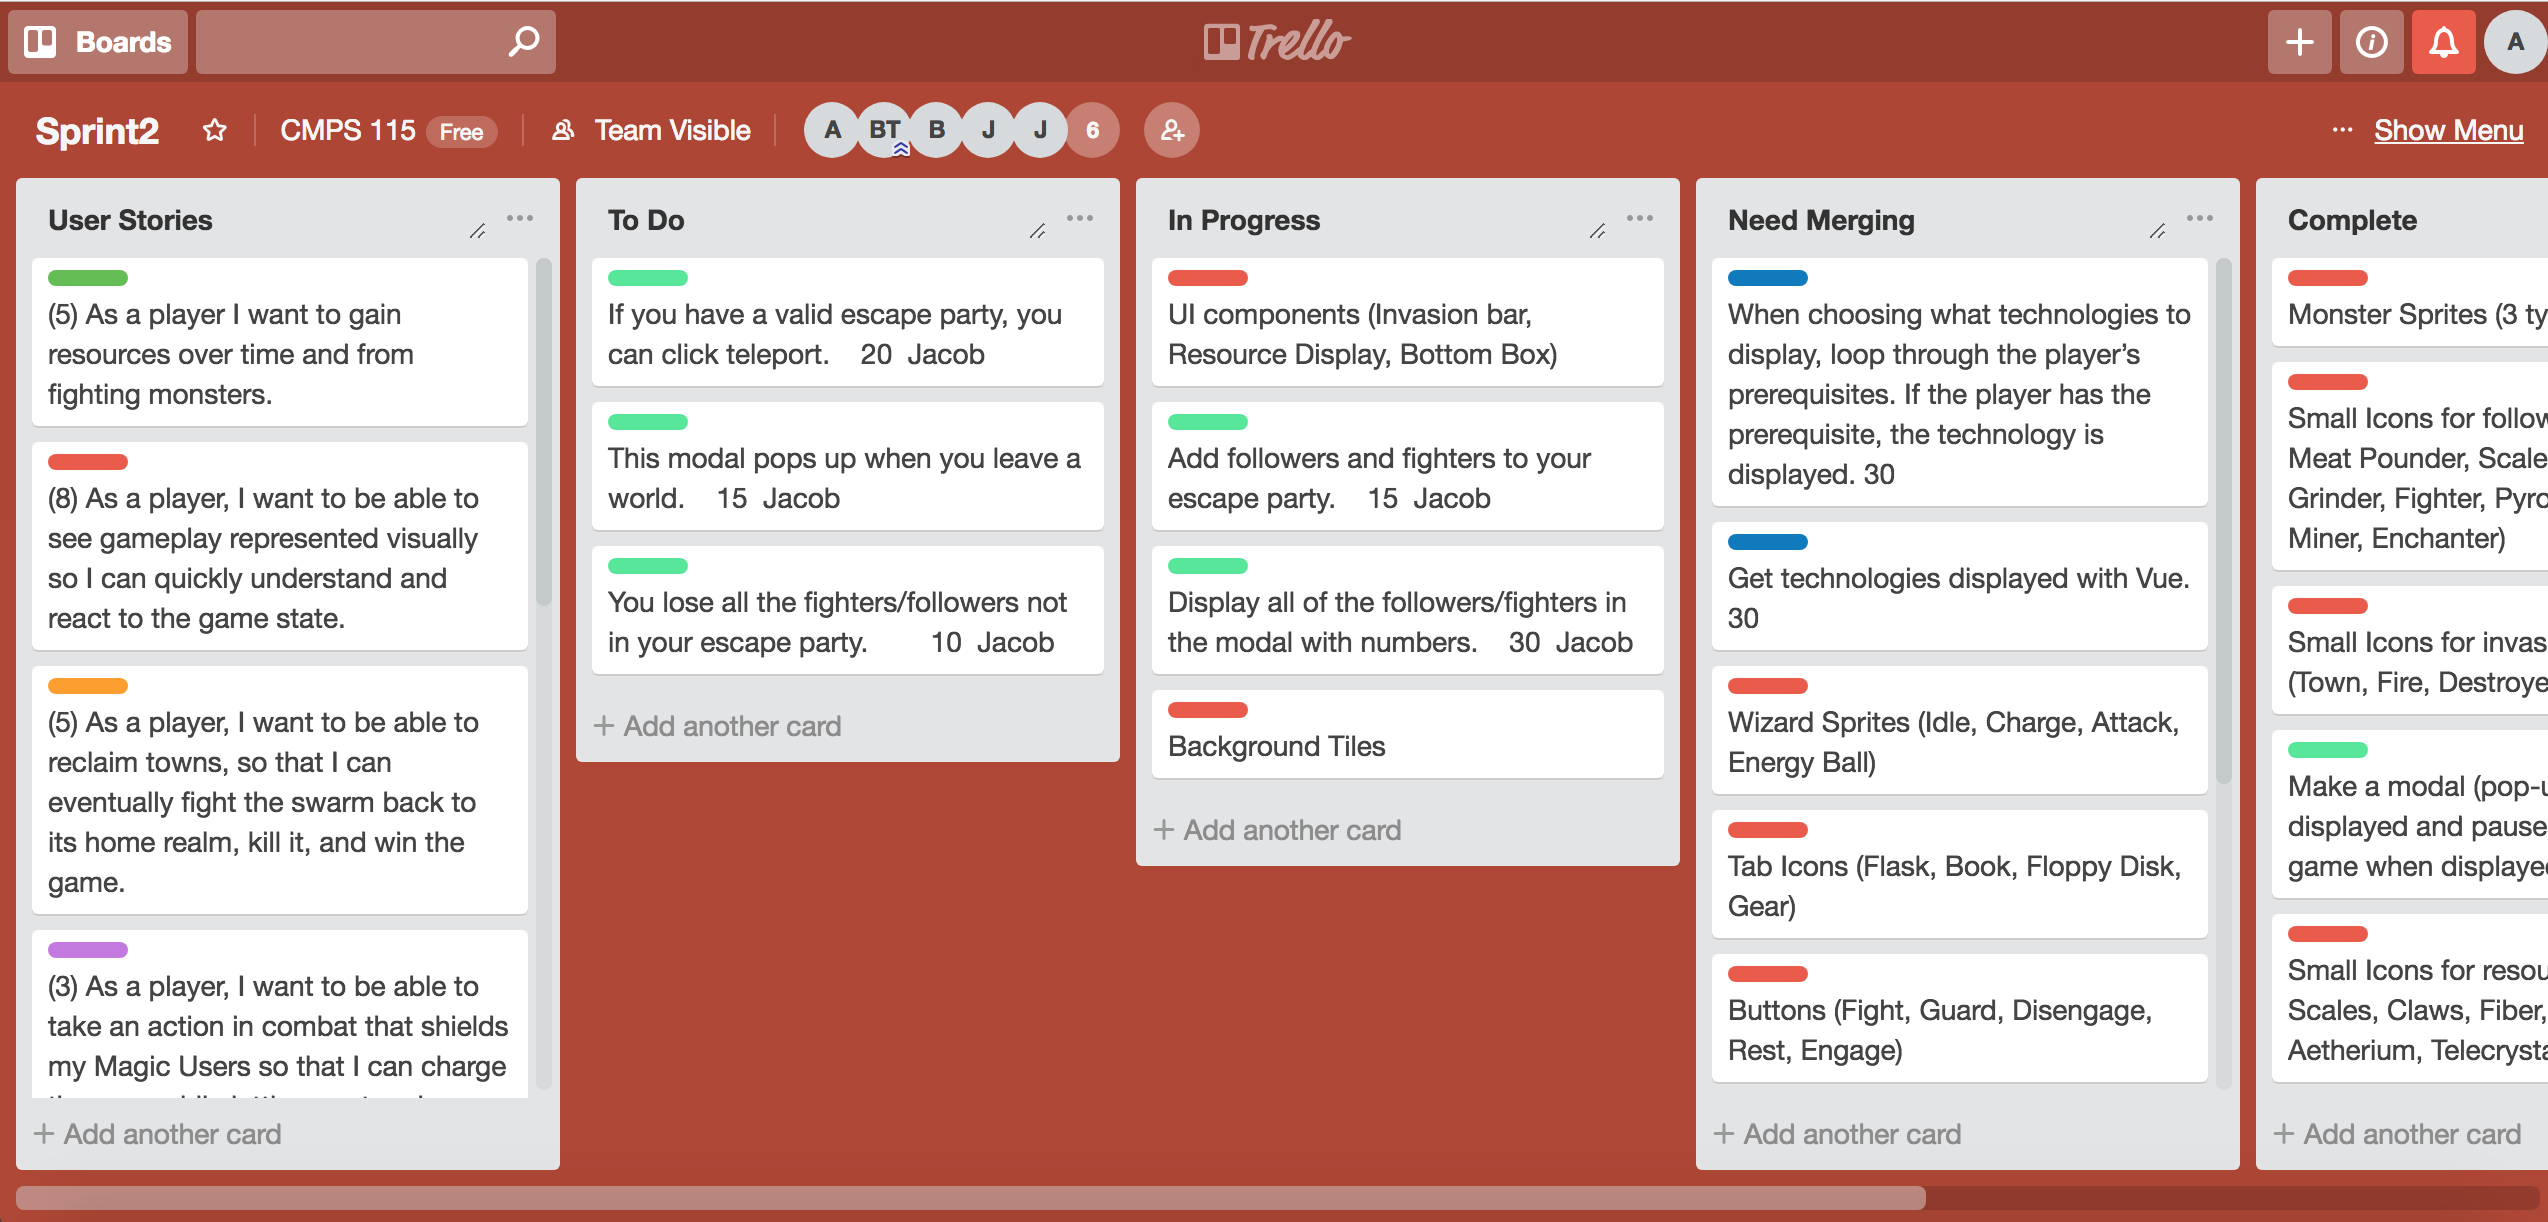 Boards
Trello
A
Sprint2
CMPS 115 Free
Team Visible
A BT B J J 6
Show Menu
User Stories
(5) As a player I want to gain
resources over time and from
fighting monsters.
(8) As a player, I want to be able to
see gameplay represented visually
so I can quickly understand and
react to the game state.
(5) As a player, I want to be able to
reclaim towns, so that I can
eventually fight the swarm back to
its home realm, kill it, and win the
game.
(3) As a player, I want to be able to
take an action in combat that shields
my Magic Users so that I can charge
+ Add another card
To Do
If you have a valid escape party, you
can click teleport. 20 Jacob
This modal pops up when you leave a
world. 15 Jacob
You lose all the fighters/followers not
in your escape party. 10 Jacob
+ Add another card
In Progress
UI components (Invasion bar,
Resource Display, Bottom Box)
Add followers and fighters to your
escape party. 15 Jacob
Display all of the followers/fighters in
the modal with numbers. 30 Jacob
Background Tiles
+ Add another card
Need Merging
When choosing what technologies to
display, loop through the player’s
prerequisites. If the player has the
prerequisite, the technology is
displayed. 30
Get technologies displayed with Vue.
30
Wizard Sprites (Idle, Charge, Attack,
Energy Ball)
Tab Icons (Flask, Book, Floppy Disk,
Gear)
Buttons (Fight, Guard, Disengage,
Rest, Engage)
+ Add another card
Complete
Monster Sprites (3 ty
Small Icons for follow
Meat Pounder, Scale
Grinder, Fighter, Pyro
Miner, Enchanter)
Small Icons for invas
(Town, Fire, Destroye
Make a modal (pop-u
displayed and pause
game when displayed
Small Icons for resou
Scales, Claws, Fiber,
Aetherium, Telecrysta
+ Add another card